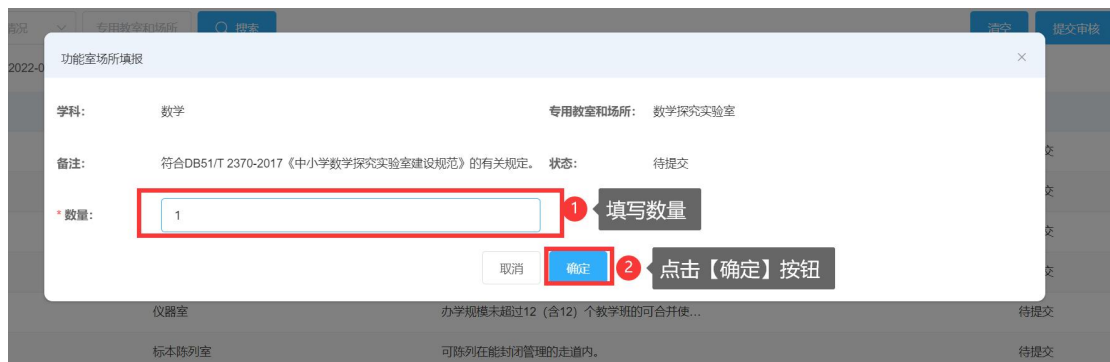 情况 专用教室和场所 搜索 清空 提交审核
2022-0
功能室场所填报
学科： 数学 专用教室和场所： 数学探究实验室
备注： 符合DB51/T 2370-2017《中小学数学探究实验室建设规范》的有关规定。 状态： 待提交
交
交
* 数量： 1 1 填写数量
交
取消 确定 2 点击【确定】按钮
交
仪器室 办学规模未超过12（含12）个教学班的可合并使... 待提交
标本陈列室 可陈列在能封闭管理的走道内。 待提交